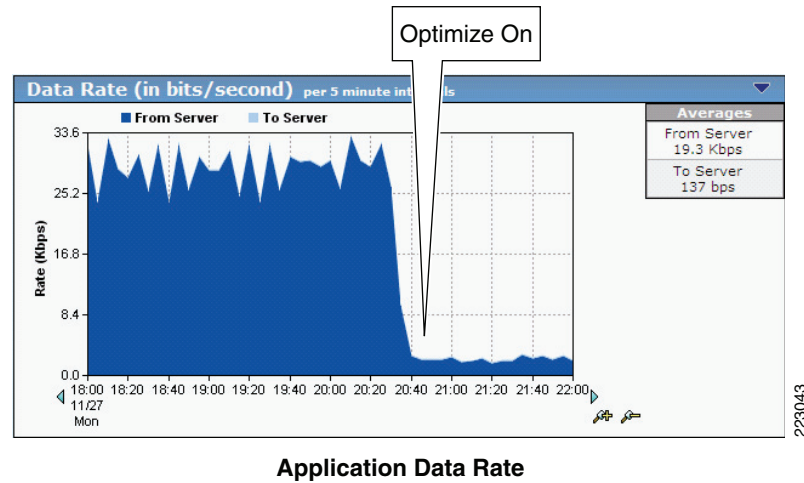 Optimize On
Data Rate (in bits/second) per 5 minute int ls
From Server To Server
Averages
From Server
19.3 Kbps
To Server
137 bps
Rate (Kbps)
33.6
25.2
16.8
8.4
0.0
18:00 18:20 18:40 19:00 19:20 19:40 20:00 20:20 20:40 21:00 21:20 21:40 22:00
11/27
Mon
223043
Application Data Rate